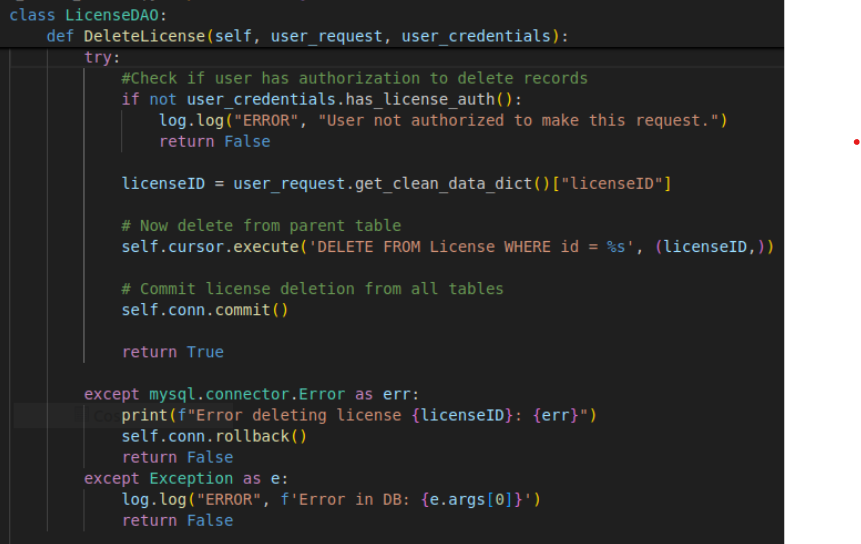 class LicenseDAO:
    def DeleteLicense(self, user_request, user_credentials):
        try:
            #Check if user has authorization to delete records
            if not user_credentials.has_license_auth():
                log.log("ERROR", "User not authorized to make this request.")
                return False
            licenseID = user_request.get_clean_data_dict()["licenseID"]
            # Now delete from parent table
            self.cursor.execute('DELETE FROM License WHERE id = %s', (licenseID,))
            # Commit license deletion from all tables
            self.conn.commit()
            return True
        except mysql.connector.Error as err:
            print(f"Error deleting license {licenseID}: {err}")
            self.conn.rollback()
            return False
        except Exception as e:
            log.log("ERROR", f'Error in DB: {e.args[0]}')
            return False